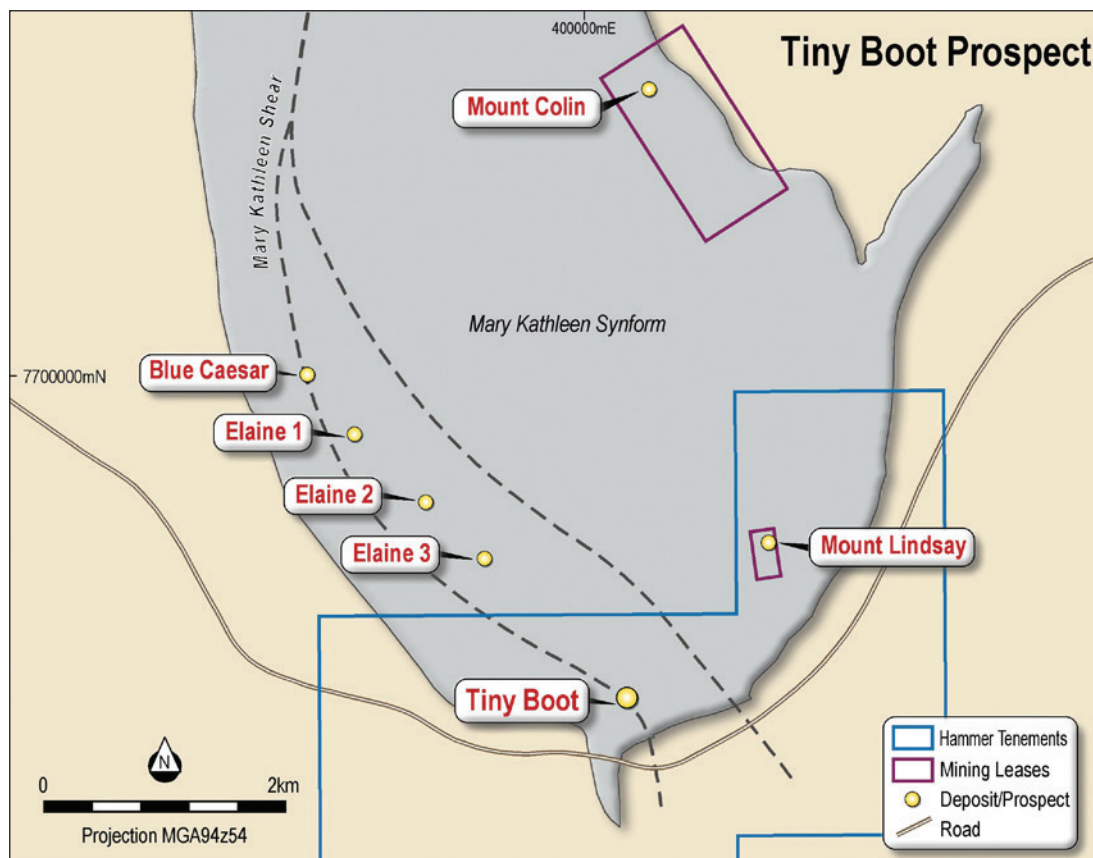 400000mE
Tiny Boot Prospect
Mount Colin
Mary Kathleen Shear
Mary Kathleen Synform
7700000mN
Blue Caesar
Elaine 1
Elaine 2
Elaine 3
Mount Lindsay
Tiny Boot
N
0 2km
Projection MGA94z54
Hammer Tenements
Mining Leases
Deposit/Prospect
Road